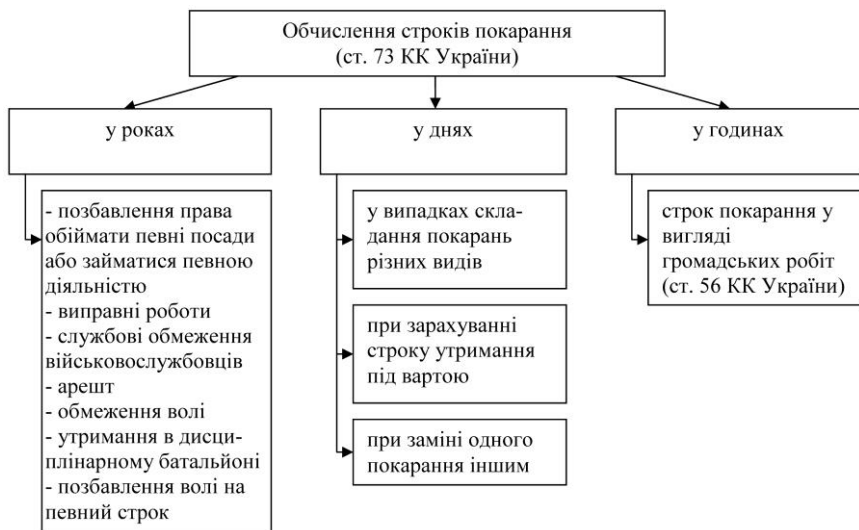 Обчислення строків покарання
(ст. 73 КК України)
у роках
у днях
у годинах
- позбавлення права
обіймати певні посади
або займатися певною
діяльністю
- виправні роботи
- службові обмеження
військовослужбовців
- арешт
- обмеження волі
- утримання в дисци-
плінарному батальйоні
- позбавлення волі на
певний строк
у випадках скла-
дання покарань
різних видів
при зарахуванні
строку утримання
під вартою
при заміні одного
покарання іншим
строк покарання у
вигляді
громадських робіт
(ст. 56 КК України)